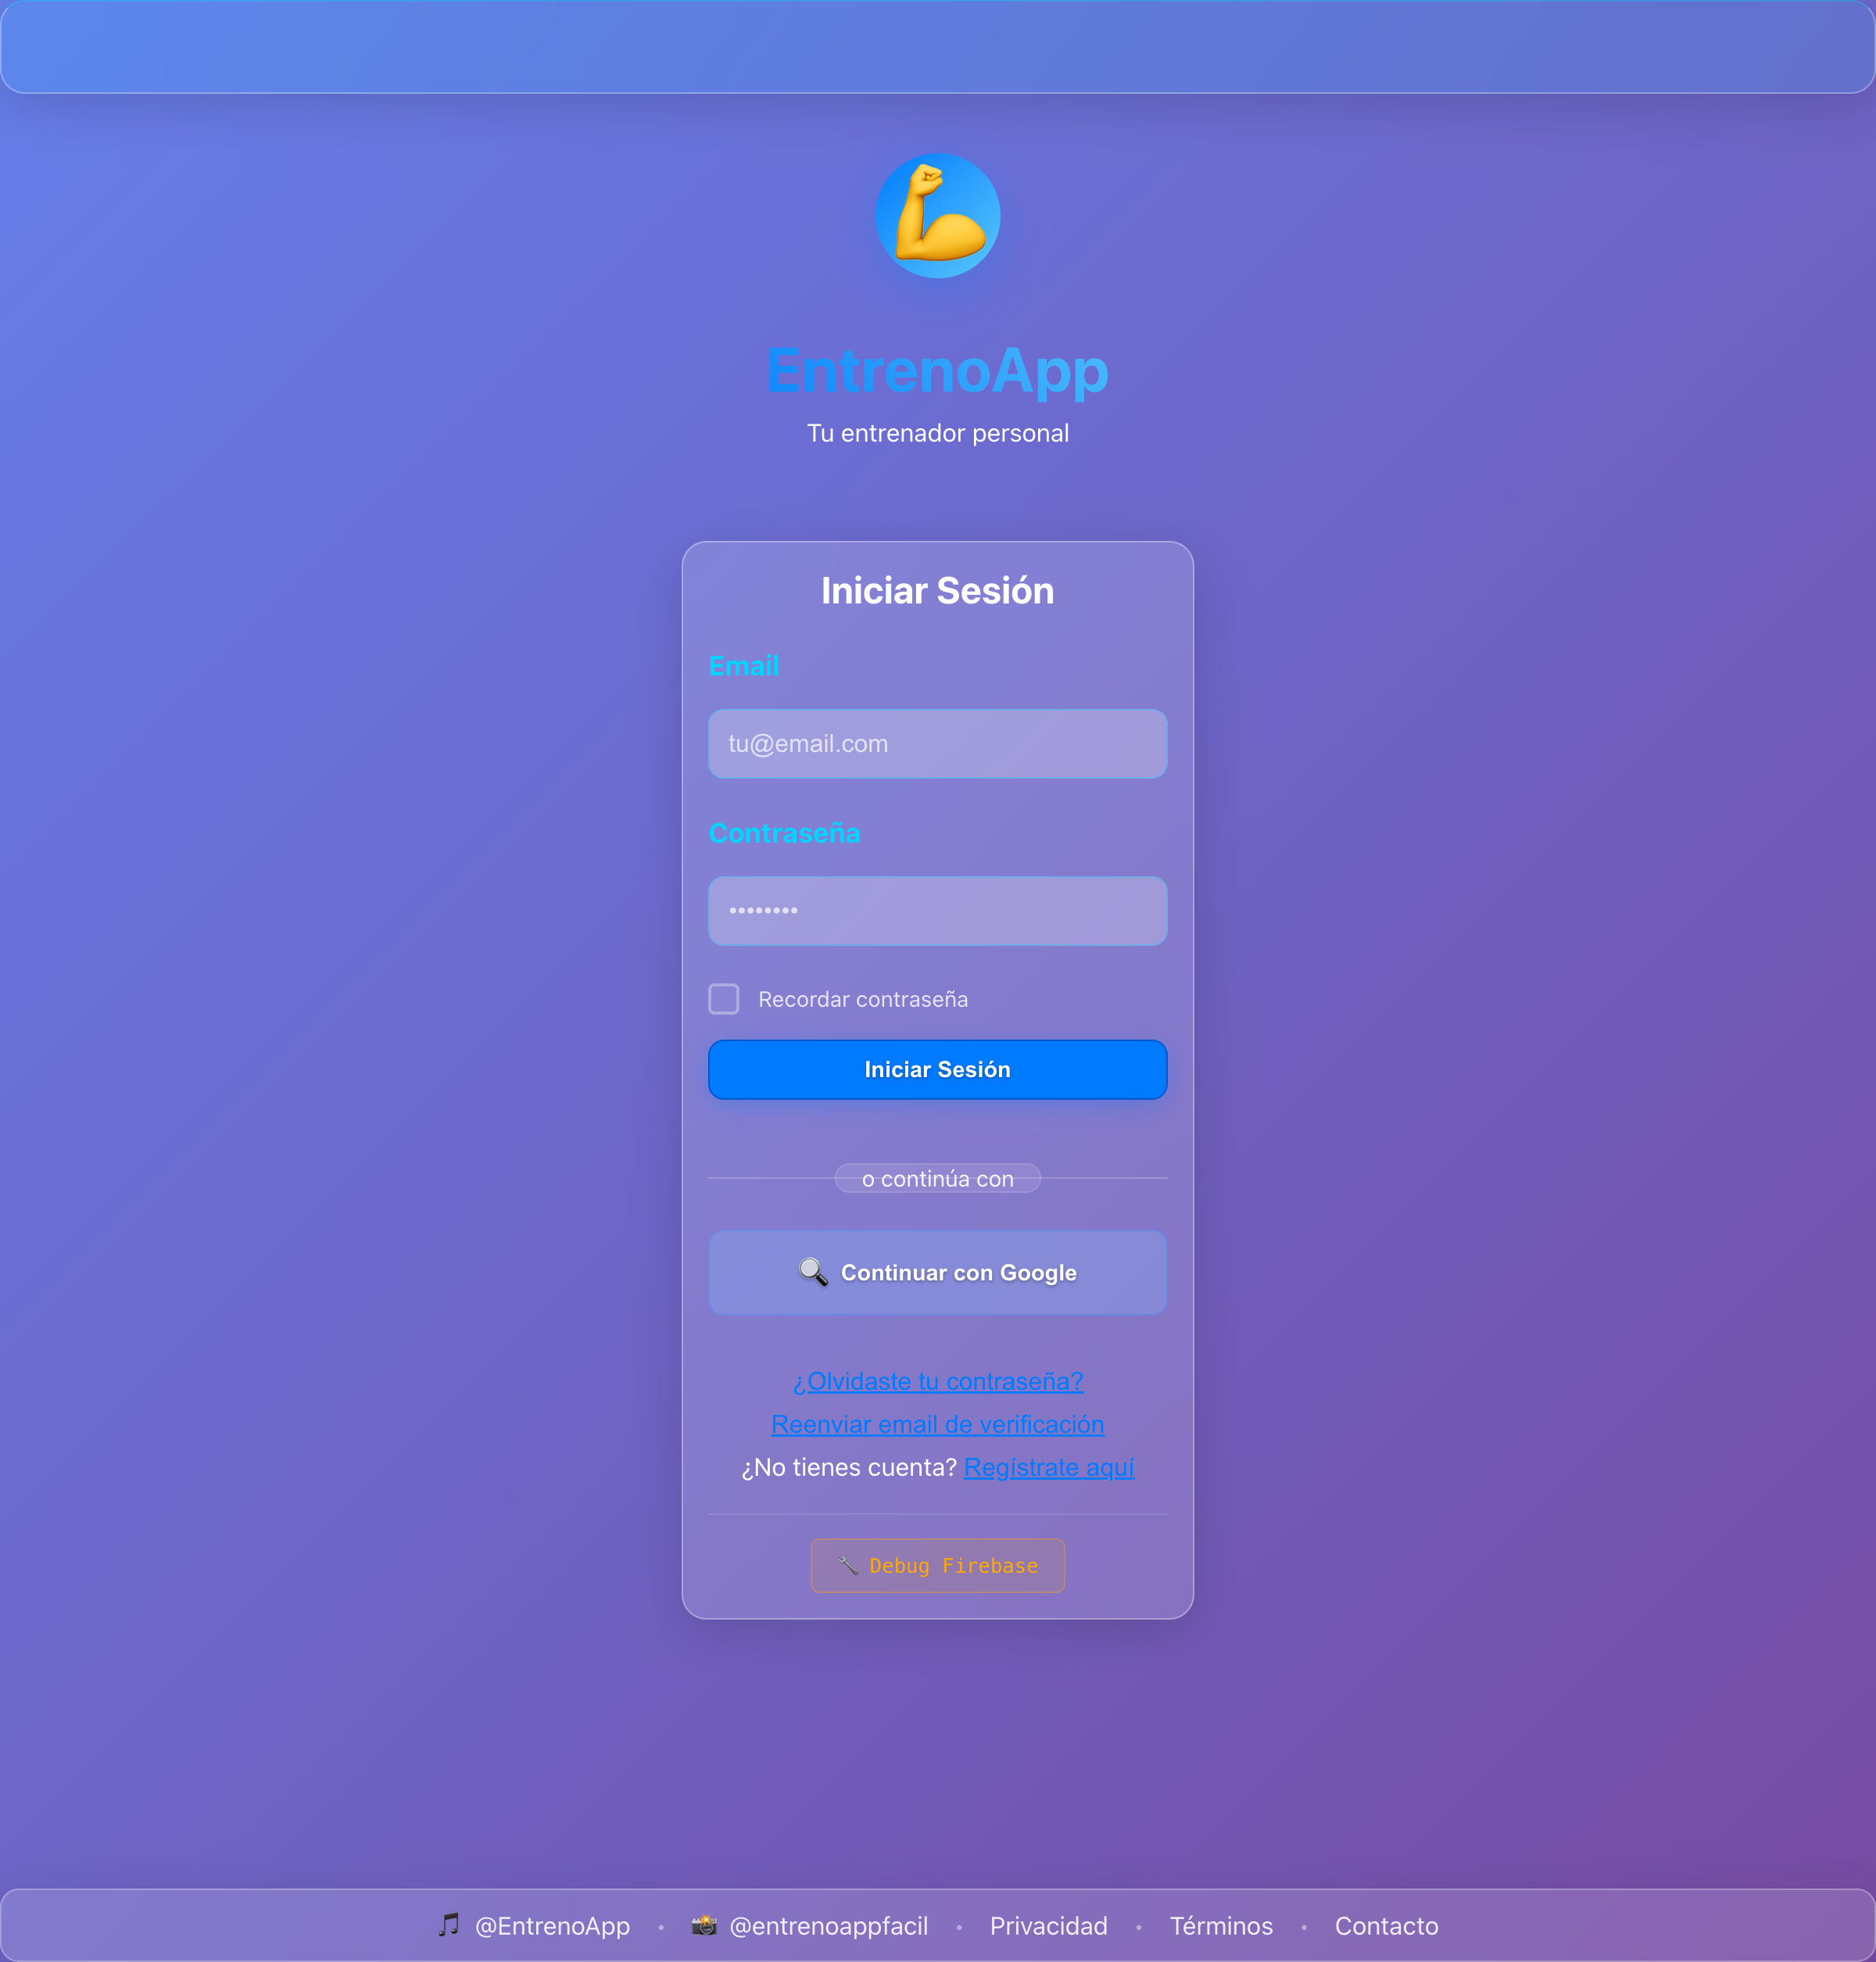 EntrenoApp
Tu entrenador personal
Iniciar Sesión
Email
tu@email.com
Contraseña
••••••••
Recordar contraseña
Iniciar Sesión
o continúa con
🔍 Continuar con Google
¿Olvidaste tu contraseña?
Reenviar email de verificación
¿No tienes cuenta? Regístrate aquí
🔧 Debug Firebase
🎵 @EntrenoApp • 📸 @entrenoappfacil • Privacidad • Términos • Contacto